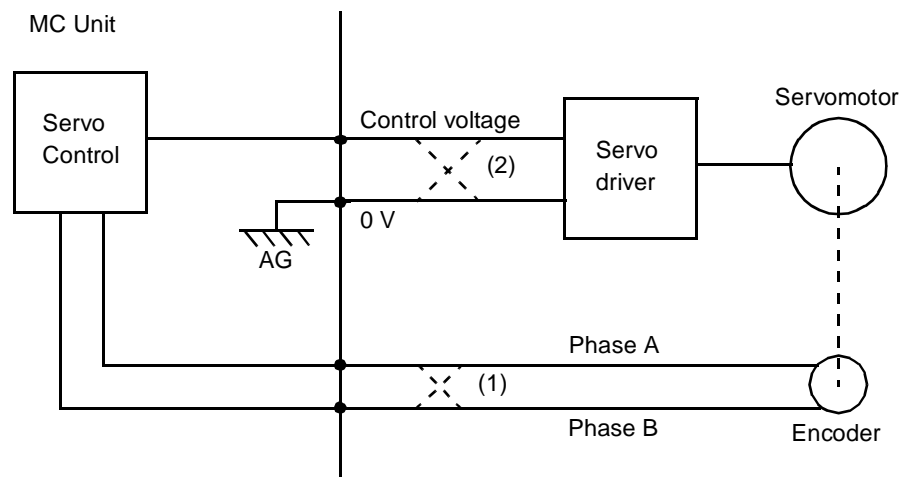 MC Unit
Servo
Control
Control voltage
(2)
0 V
AG
Servo
driver
Servomotor
Phase A
(1)
Phase B
Encoder